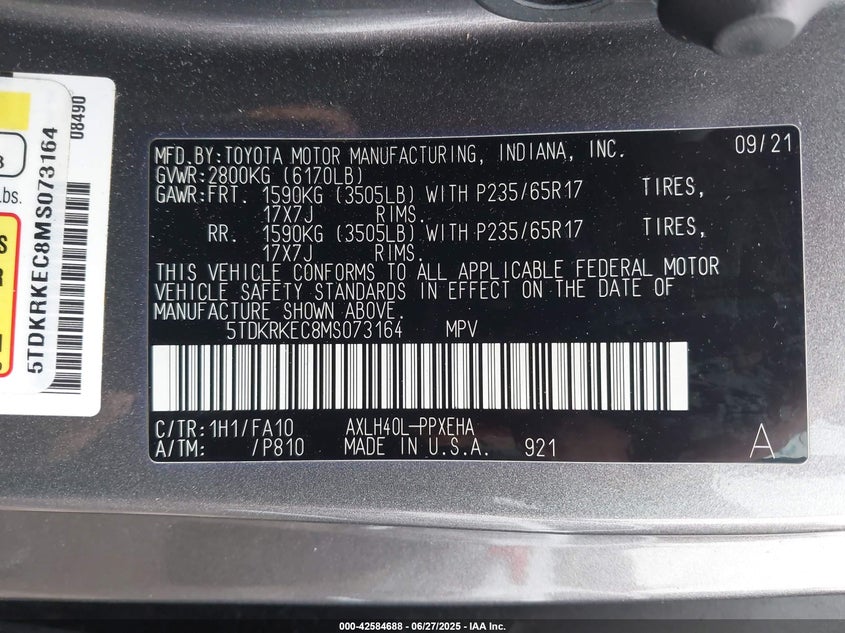 08490
5TDKRKEC8MS073164
lbs.
MFD.BY:TOYOTA MOTOR MANUFACTURING, INDIANA, INC. 09/21
GVWR:2800KG (6170LB)
GAWR:FRT. 1590KG (3505LB) WITH P235/65R17 TIRES,
17X7J RIMS.
RR. 1590KG (3505LB) WITH P235/65R17 TIRES,
17X7J RIMS.
THIS VEHICLE CONFORMS TO ALL APPLICABLE FEDERAL MOTOR
VEHICLE SAFETY STANDARDS IN EFFECT ON THE DATE OF
MANUFACTURE SHOWN ABOVE.
5TDKRKEC8MS073164 MPV
C/TR:1H1/FA10 AXLH40L-PPXEHA
A/TM: /P810 MADE IN U.S.A. 921 A
000-42584688 - 06/27/2025 - IAA Inc.